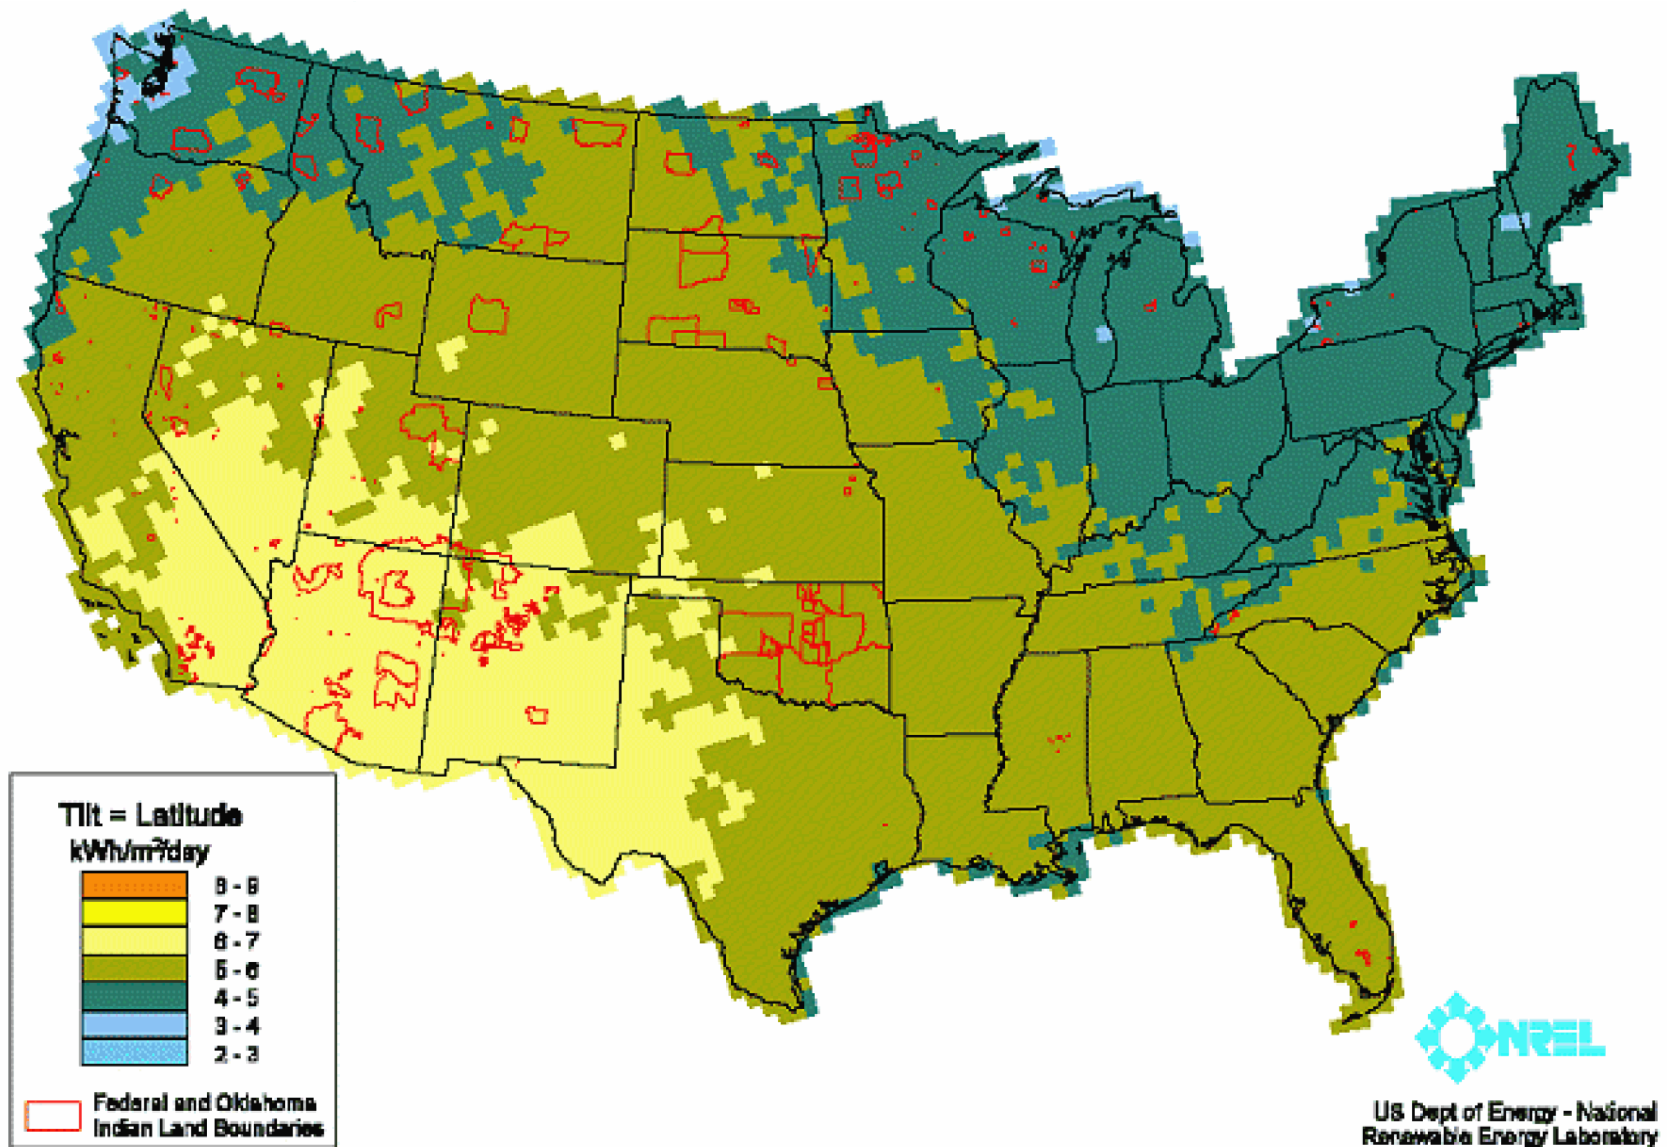 Tilt = Latitude
kWh/m²/day
8 - 9
7 - 8
6 - 7
5 - 6
4 - 5
3 - 4
2 - 3
Federal and Oklahoma
Indian Land Boundaries
NREL
US Dept of Energy - National
Renewable Energy Laboratory